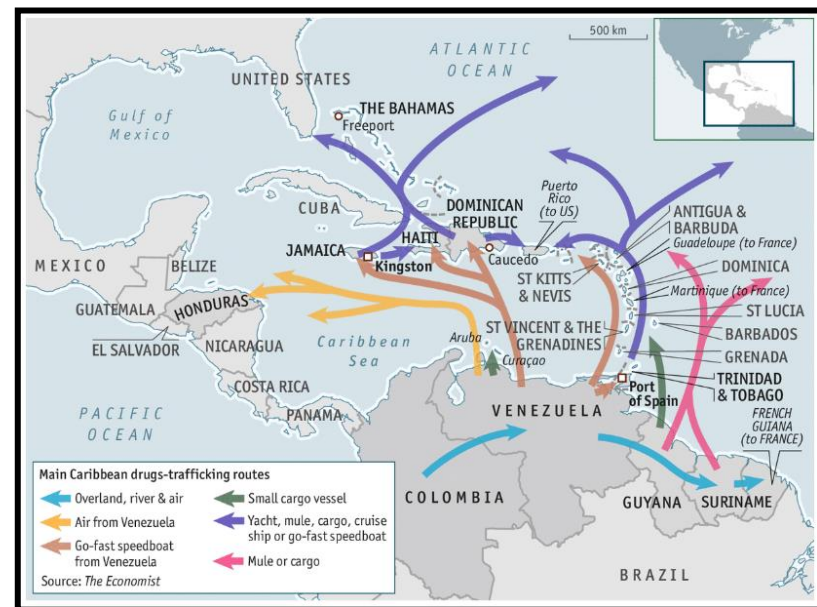 500 km
ATLANTIC
OCEAN
UNITED STATES
Gulf of
Mexico
THE BAHAMAS
Freeport
CUBA
DOMINICAN
REPUBLIC
Puerto
Rico
(to US)
ANTIGUA &
BARBUDA
Guadeloupe (to France)
HAITI
JAMAICA
Kingston
Caucedo
MEXICO
BELIZE
ST KITTS
& NEVIS
DOMINICA
Martinique (to France)
GUATEMALA
HONDURAS
ST LUCIA
ST VINCENT & THE
GRENADINES
BARBADOS
EL SALVADOR
NICARAGUA
Caribbean
Sea
Aruba
Curaçao
GRENADA
COSTA RICA
Port
of Spain
TRINIDAD
& TOBAGO
PACIFIC
OCEAN
PANAMA
VENEZUELA
FRENCH
GUIANA
(to FRANCE)
COLOMBIA
GUYANA
SURINAME
BRAZIL
Main Caribbean drugs-trafficking routes
Overland, river & air
Air from Venezuela
Go-fast speedboat
from Venezuela
Small cargo vessel
Yacht, mule, cargo, cruise
ship or go-fast speedboat
Mule or cargo
Source: The Economist